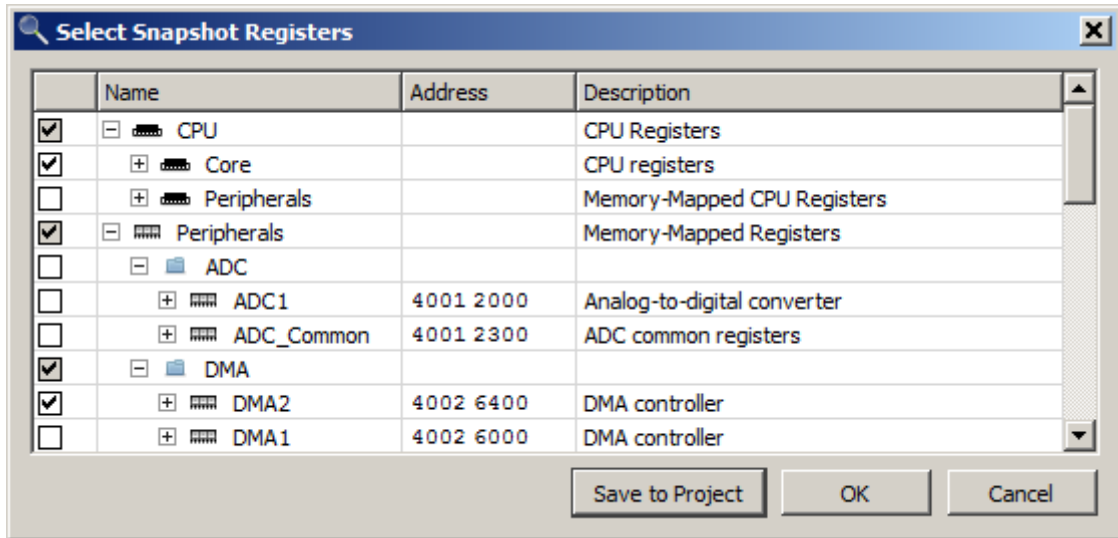 Select Snapshot Registers
Name Address Description
CPU CPU Registers
Core CPU registers
Peripherals Memory-Mapped CPU Registers
Peripherals Memory-Mapped Registers
ADC
ADC1 4001 2000 Analog-to-digital converter
ADC_Common 4001 2300 ADC common registers
DMA
DMA2 4002 6400 DMA controller
DMA1 4002 6000 DMA controller
Save to Project OK Cancel